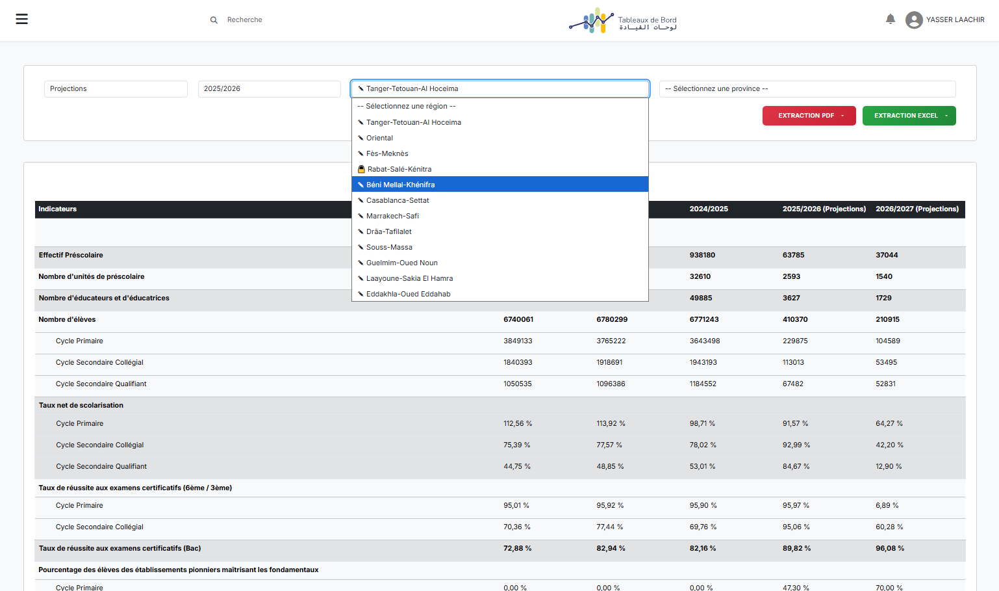 Recherche
Tableaux de Bord
لوحات القيادة
YASSER LAACHIR
Projections
2025/2026
Tanger-Tetouan-Al Hoceima
-- Sélectionnez une province --
-- Sélectionnez une région --
Tanger-Tetouan-Al Hoceima
Oriental
Fès-Meknès
Rabat-Salé-Kénitra
Béni Mellal-Khénifra
Casablanca-Settat
Marrakech-Safi
Drâa-Tafilalet
Souss-Massa
Guelmim-Oued Noun
Laayoune-Sakia El Hamra
Eddakhla-Oued Eddahab
EXTRACTION PDF EXTRACTION EXCEL
Indicateurs 2024/2025 2025/2026 (Projections) 2026/2027 (Projections)
Effectif Préscolaire 938180 63785 37044
Nombre d'unités de préscolaire 32610 2593 1540
Nombre d'éducateurs et d'éducatrices 49885 3627 1729
Nombre d'élèves 6740061 6780299 6771243 410370 210915
Cycle Primaire 3849133 3765222 3643498 229875 104589
Cycle Secondaire Collégial 1840393 1918691 1943193 113013 53495
Cycle Secondaire Qualifiant 1050535 1096386 1184552 67482 52831
Taux net de scolarisation
Cycle Primaire 112,56 % 113,92 % 98,71 % 91,57 % 64,27 %
Cycle Secondaire Collégial 75,39 % 77,57 % 78,02 % 92,99 % 42,20 %
Cycle Secondaire Qualifiant 44,75 % 48,85 % 53,01 % 84,67 % 12,90 %
Taux de réussite aux examens certificatifs (6ème / 3ème)
Cycle Primaire 95,01 % 95,92 % 95,90 % 95,97 % 6,89 %
Cycle Secondaire Collégial 70,36 % 77,44 % 69,76 % 95,06 % 60,28 %
Taux de réussite aux examens certificatifs (Bac) 72,88 % 82,94 % 82,16 % 89,82 % 96,08 %
Pourcentage des élèves des établissements pionniers maîtrisant les fondamentaux
Cycle Primaire 0,00 % 0,00 % 0,00 % 47,30 % 70,00 %